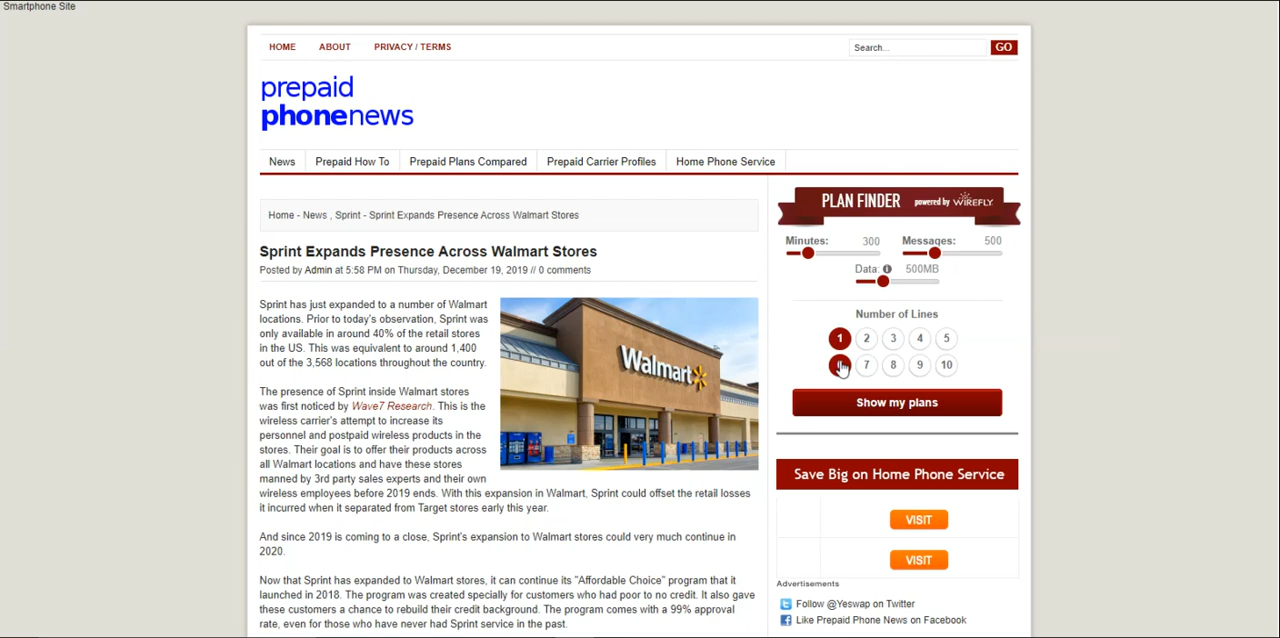 Smartphone Site
HOME ABOUT PRIVACY / TERMS
Search... GO
prepaid
phonenews
News Prepaid How To Prepaid Plans Compared Prepaid Carrier Profiles Home Phone Service
Home - News , Sprint - Sprint Expands Presence Across Walmart Stores
Sprint Expands Presence Across Walmart Stores
Posted by Admin at 5:58 PM on Thursday, December 19, 2019 // 0 comments
Sprint has just expanded to a number of Walmart
locations. Prior to today's observation, Sprint was
only available in around 40% of the retail stores
in the US. This was equivalent to around 1,400
out of the 3,568 locations throughout the country.
The presence of Sprint inside Walmart stores
was first noticed by Wave7 Research. This is the
wireless carrier's attempt to increase its
personnel and postpaid wireless products in the
stores. Their goal is to offer their products across
all Walmart locations and have these stores
manned by 3rd party sales experts and their own
wireless employees before 2019 ends. With this expansion in Walmart, Sprint could offset the retail losses
it incurred when it separated from Target stores early this year.
And since 2019 is coming to a close, Sprint's expansion to Walmart stores could very much continue in
2020.
Now that Sprint has expanded to Walmart stores, it can continue its "Affordable Choice" program that it
launched in 2018. The program was created specially for customers who had poor to no credit. It also gave
these customers a chance to rebuild their credit background. The program comes with a 99% approval
rate, even for those who have never had Sprint service in the past.
Walmart
PLAN FINDER powered by WIREFLY
Minutes: 300 Messages: 500
Data: i 500MB
Number of Lines
1 2 3 4 5
7 8 9 10
Show my plans
Save Big on Home Phone Service
VISIT
VISIT
Advertisements
Follow @Yeswap on Twitter
Like Prepaid Phone News on Facebook